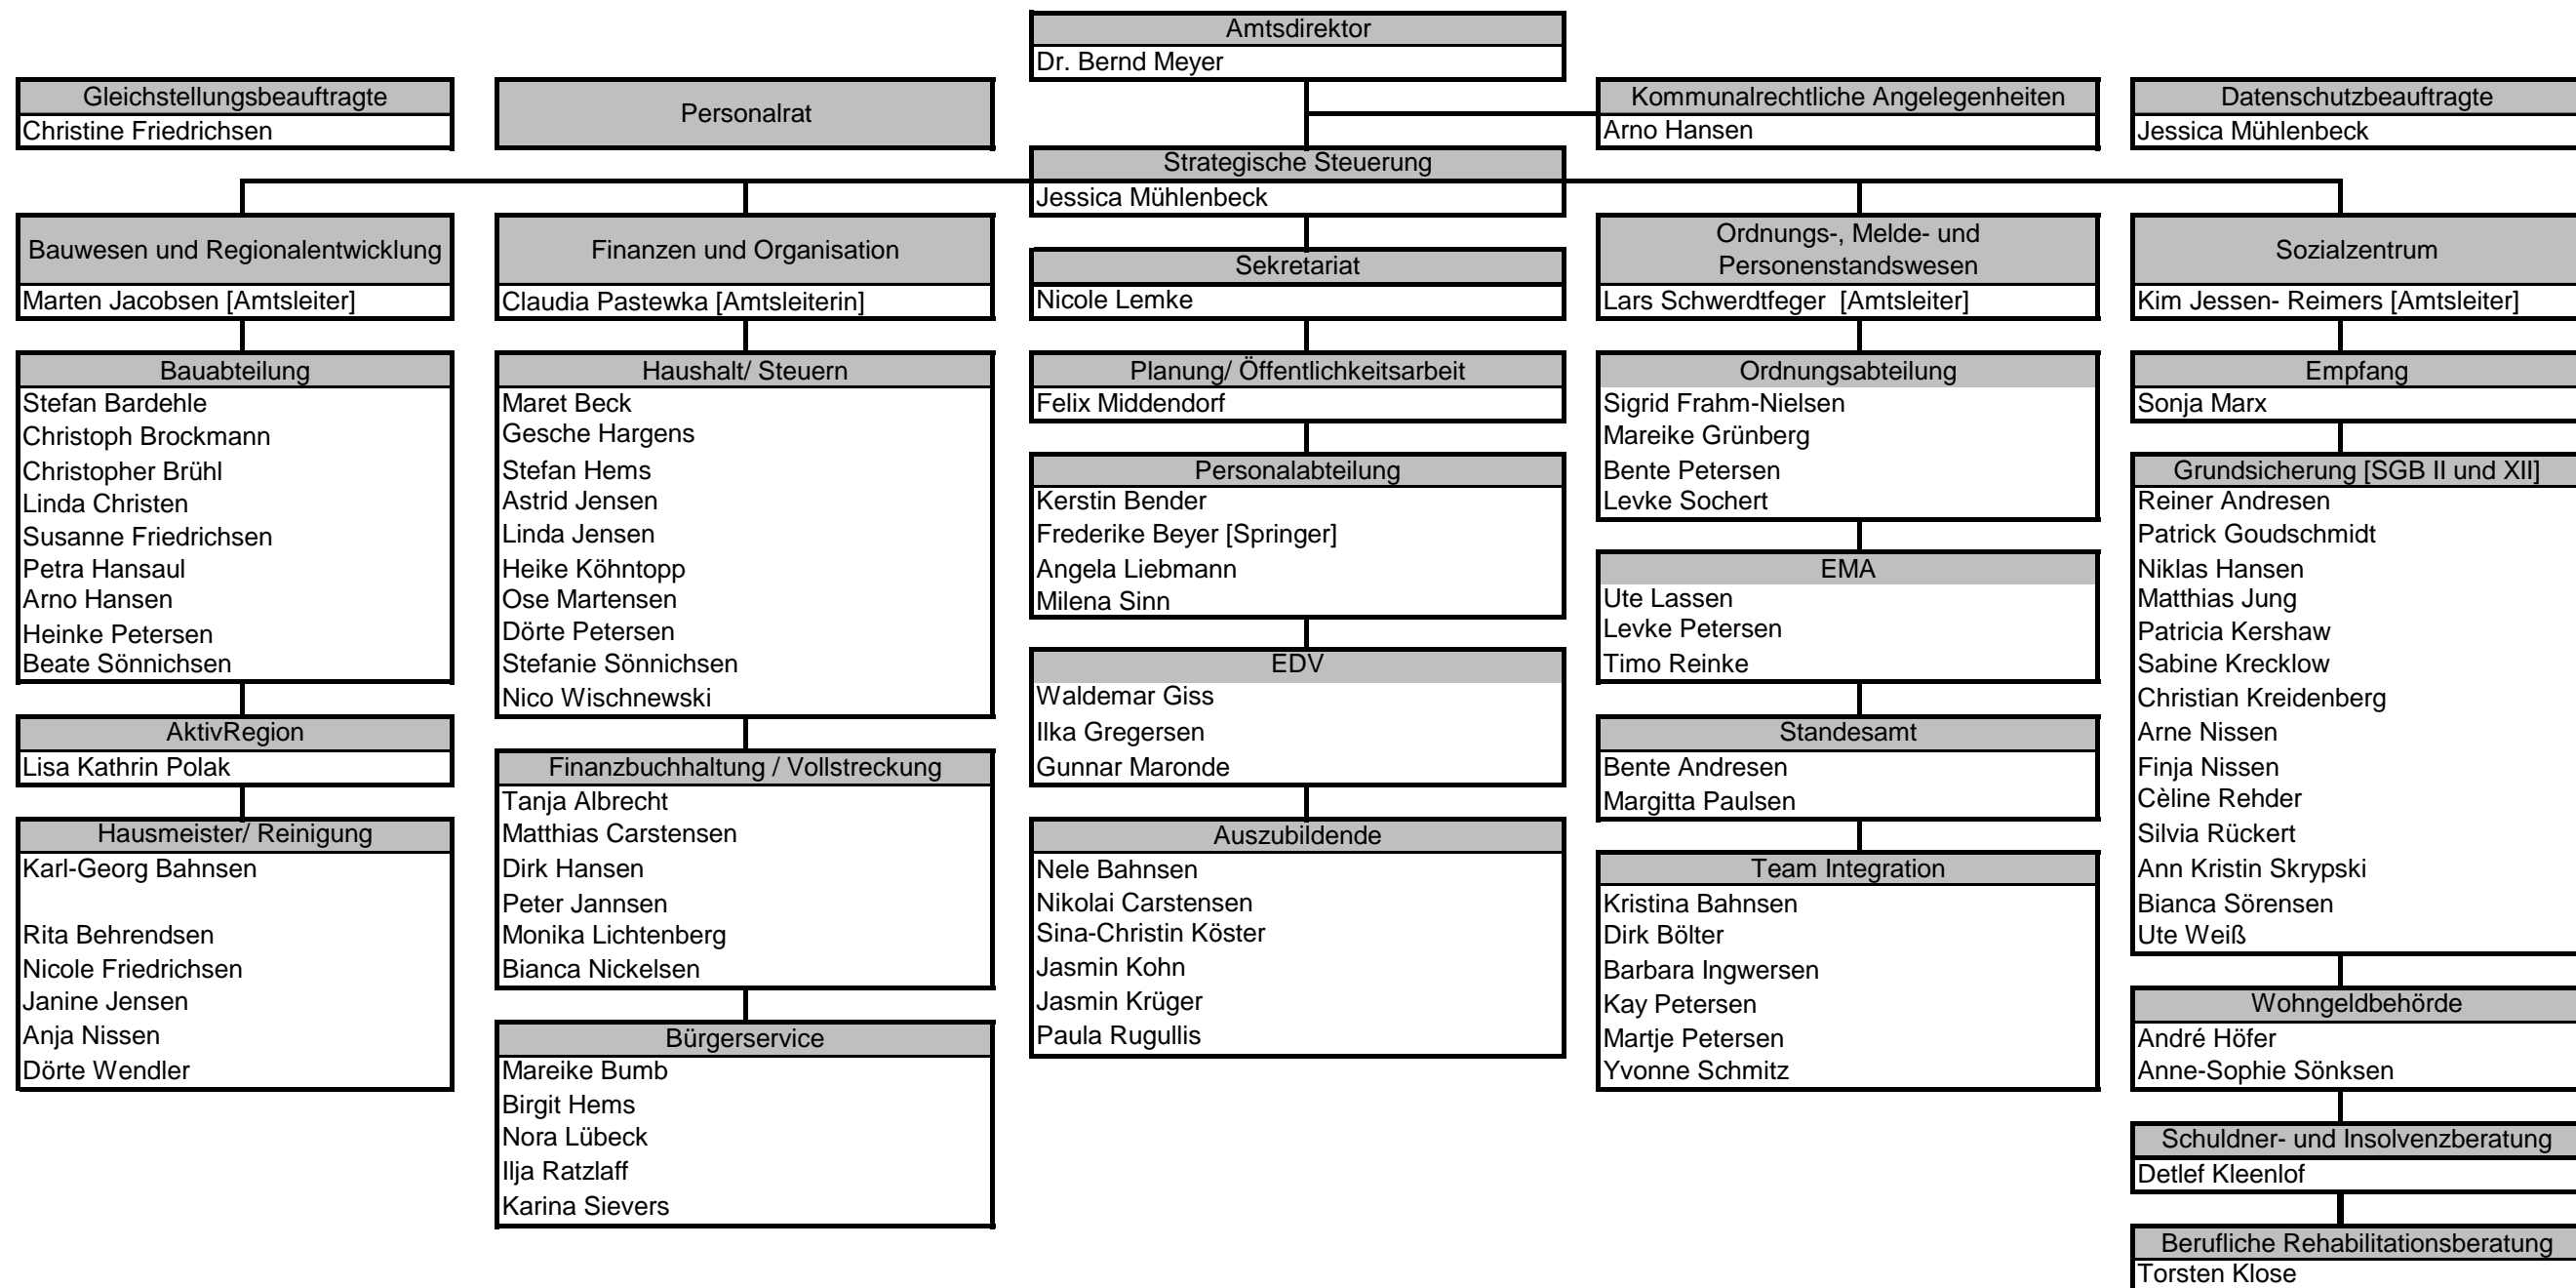 Amtsdirektor
Dr. Bernd Meyer
Gleichstellungsbeauftragte
Christine Friedrichsen
Personalrat
Kommunalrechtliche Angelegenheiten
Arno Hansen
Datenschutzbeauftragte
Jessica Mühlenbeck
Strategische Steuerung
Jessica Mühlenbeck
Bauwesen und Regionalentwicklung
Marten Jacobsen [Amtsleiter]
Bauabteilung
Stefan Bardehle
Christoph Brockmann
Christopher Brühl
Linda Christen
Susanne Friedrichsen
Petra Hansaul
Arno Hansen
Heinke Petersen
Beate Sönnichsen
AktivRegion
Lisa Kathrin Polak
Hausmeister/ Reinigung
Karl-Georg Bahnsen
Rita Behrendsen
Nicole Friedrichsen
Janine Jensen
Anja Nissen
Dörte Wendler
Finanzen und Organisation
Claudia Pastewka [Amtsleiterin]
Haushalt/ Steuern
Maret Beck
Gesche Hargens
Stefan Hems
Astrid Jensen
Linda Jensen
Heike Köhntopp
Ose Martensen
Dörte Petersen
Stefanie Sönnichsen
Nico Wischnewski
Finanzbuchhaltung / Vollstreckung
Tanja Albrecht
Matthias Carstensen
Dirk Hansen
Peter Jannsen
Monika Lichtenberg
Bianca Nickelsen
Bürgerservice
Mareike Bumb
Birgit Hems
Nora Lübeck
Ilja Ratzlaff
Karina Sievers
Sekretariat
Nicole Lemke
Planung/ Öffentlichkeitsarbeit
Felix Middendorf
Personalabteilung
Kerstin Bender
Frederike Beyer [Springer]
Angela Liebmann
Milena Sinn
EDV
Waldemar Giss
Ilka Gregersen
Gunnar Maronde
Auszubildende
Nele Bahnsen
Nikolai Carstensen
Sina-Christin Köster
Jasmin Kohn
Jasmin Krüger
Paula Rugullis
Ordnungs-, Melde- und
Personenstandswesen
Lars Schwerdtfeger  [Amtsleiter]
Ordnungsabteilung
Sigrid Frahm-Nielsen
Mareike Grünberg
Bente Petersen
Levke Sochert
EMA
Ute Lassen
Levke Petersen
Timo Reinke
Standesamt
Bente Andresen
Margitta Paulsen
Team Integration
Kristina Bahnsen
Dirk Bölter
Barbara Ingwersen
Kay Petersen
Martje Petersen
Yvonne Schmitz
Sozialzentrum
Kim Jessen- Reimers [Amtsleiter]
Empfang
Sonja Marx
Grundsicherung [SGB II und XII]
Reiner Andresen
Patrick Goudschmidt
Niklas Hansen
Matthias Jung
Patricia Kershaw
Sabine Krecklow
Christian Kreidenberg
Arne Nissen
Finja Nissen
Cèline Rehder
Silvia Rückert
Ann Kristin Skrypski
Bianca Sörensen
Ute Weiß
Wohngeldbehörde
André Höfer
Anne-Sophie Sönksen
Schuldner- und Insolvenzberatung
Detlef Kleenlof
Berufliche Rehabilitationsberatung
Torsten Klose